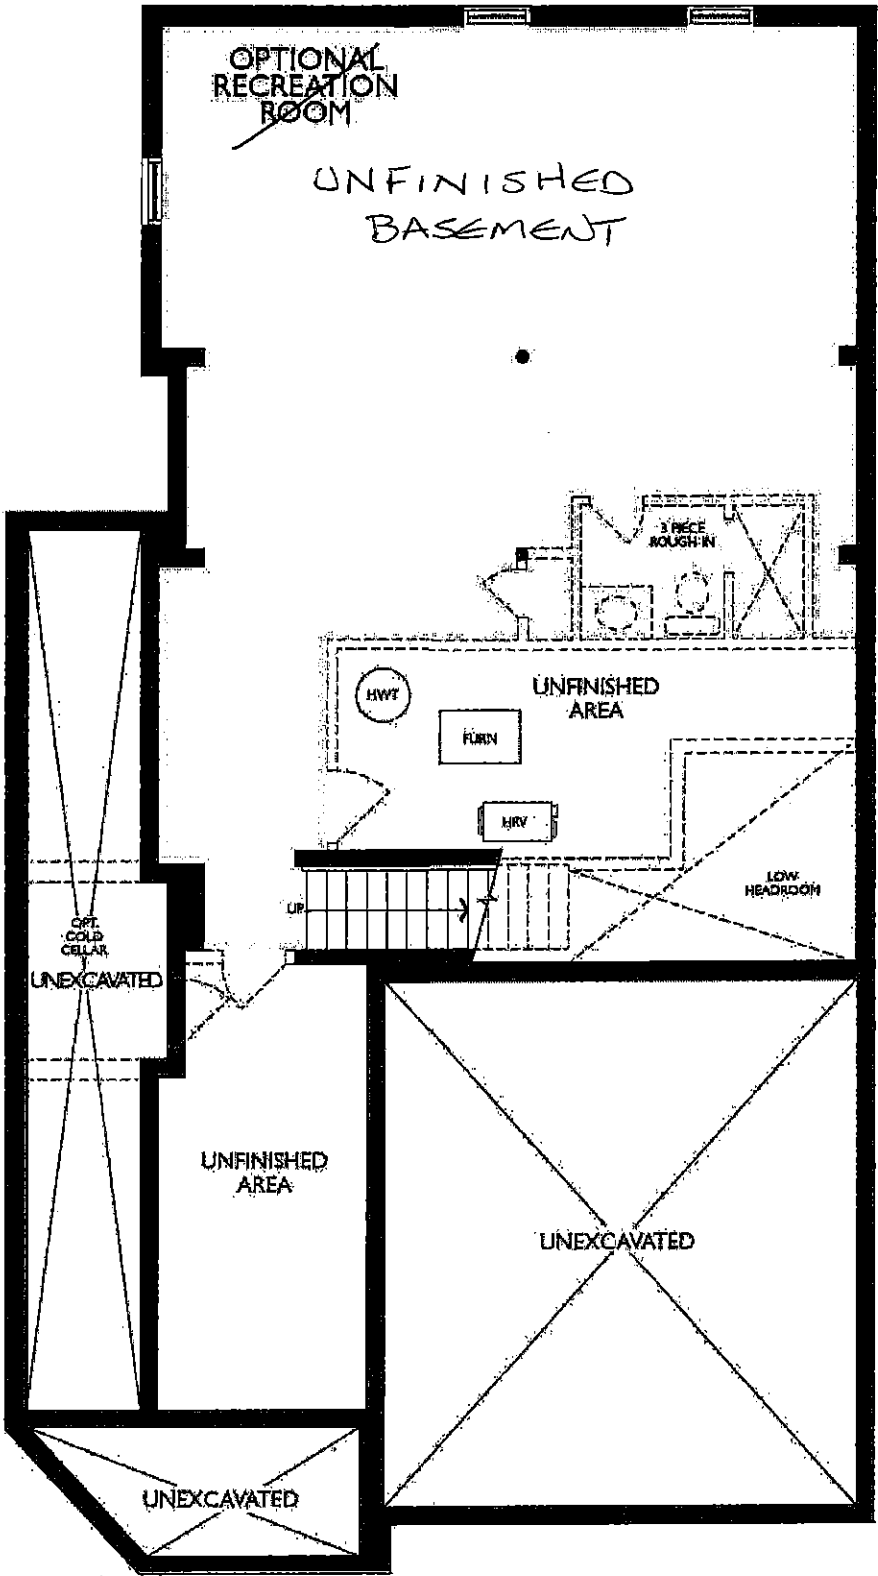 OPTIONAL
RECREATION
ROOM
UNFINISHED
BASEMENT
3 PIECE
ROUGH IN
UNFINISHED
AREA
HWT
FURN
HRV
LOW
HEADROOM
UP
OPT.
COLD
CELLAR
UNEXCAVATED
UNFINISHED
AREA
UNEXCAVATED
UNEXCAVATED